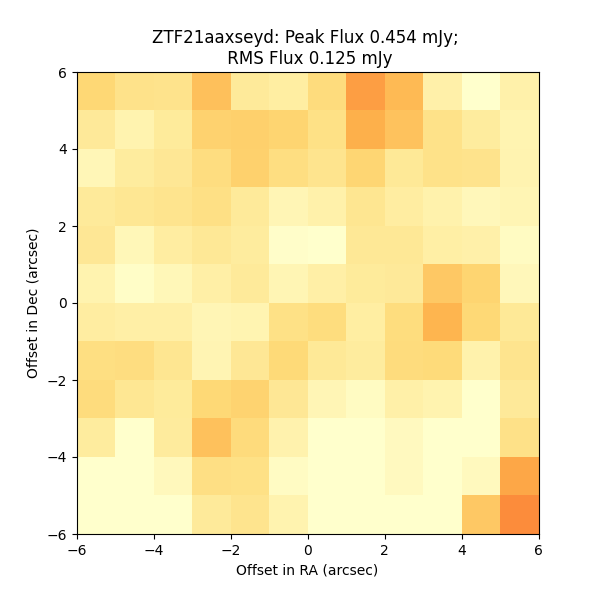 ZTF21aaxseyd: Peak Flux 0.454 mJy;
RMS Flux 0.125 mJy
6
4
2
0
−2
−4
−6
Offset in Dec (arcsec)
−6 −4 −2 0 2 4 6
Offset in RA (arcsec)